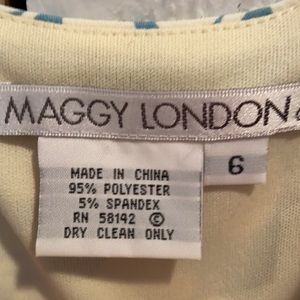 MAGGY LONDON
6
MADE IN CHINA
95% POLYESTER
5% SPANDEX
RN 58142 ©
DRY CLEAN ONLY